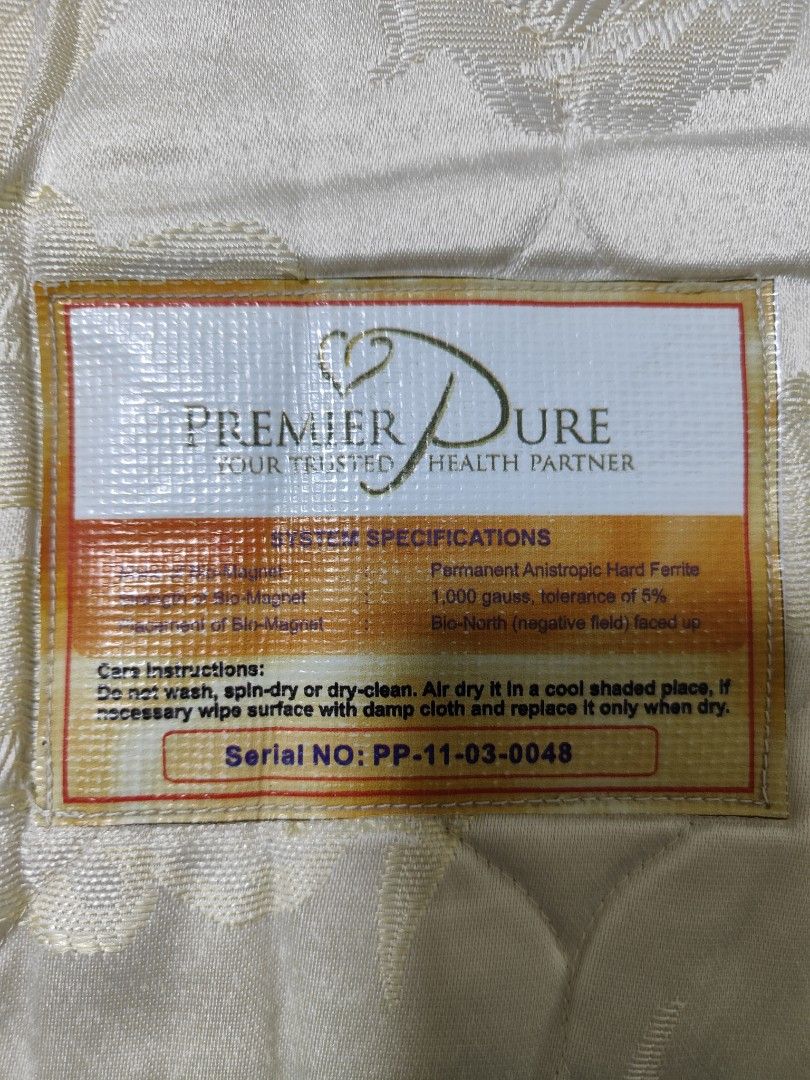 PREMIER PURE
YOUR TRUSTED HEALTH PARTNER
SYSTEM SPECIFICATIONS
Bio-Magnet : Permanent Anistropic Hard Ferrite
Strength of Bio-Magnet : 1,000 gauss, tolerance of 5%
Placement of Bio-Magnet : Bio-North (negative field) faced up
Care Instructions:
Do not wash, spin-dry or dry-clean. Air dry it in a cool shaded place, if
necessary wipe surface with damp cloth and replace it only when dry.
Serial NO: PP-11-03-0048